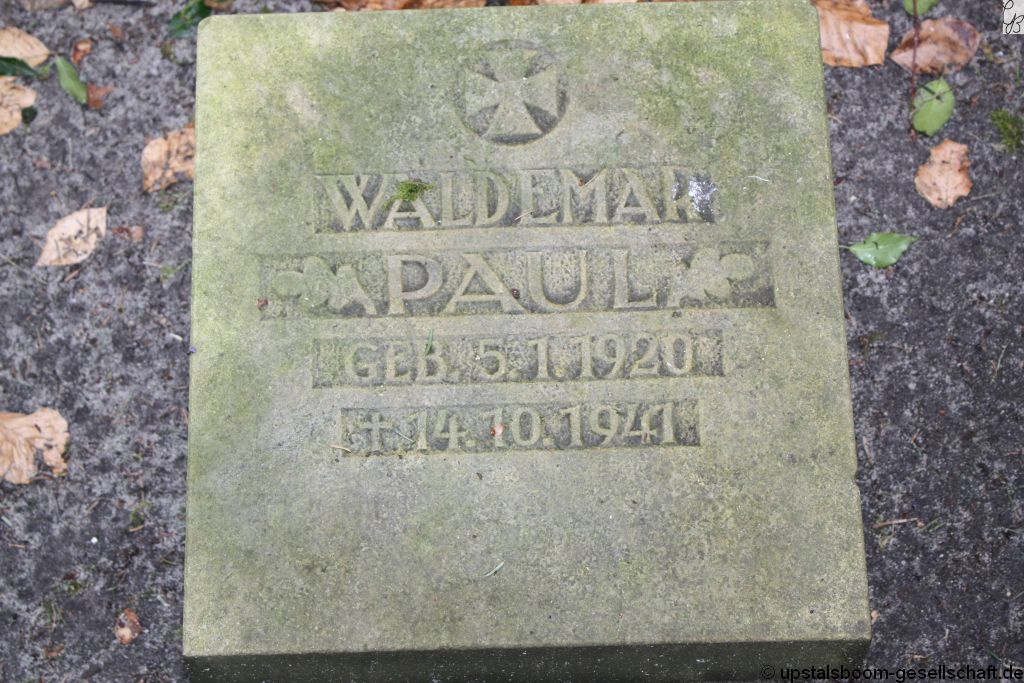 WALDEMAR
PAUL
GEB. 5.1.1920
✝ 14.10.1941
© upstalsboom-gesellschaft.de